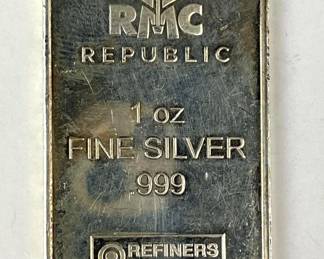 RMC
REPUBLIC
1 oz
FINE SILVER
.999
REFINERS